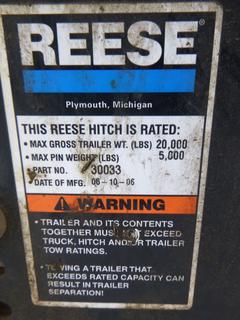 REESE®
Plymouth, Michigan
THIS REESE HITCH IS RATED:
• MAX GROSS TRAILER WT. (LBS) 20,000
• MAX PIN WEIGHT (LBS) 5,000
• PART NO. 30033
• DATE OF MFG. 06-10-06
WARNING
• TRAILER AND ITS CONTENTS
TOGETHER MUST NOT EXCEED
TRUCK, HITCH AND/OR TRAILER
TOW RATINGS.
• TOWING A TRAILER THAT
EXCEEDS RATED CAPACITY CAN
RESULT IN TRAILER
SEPARATION!